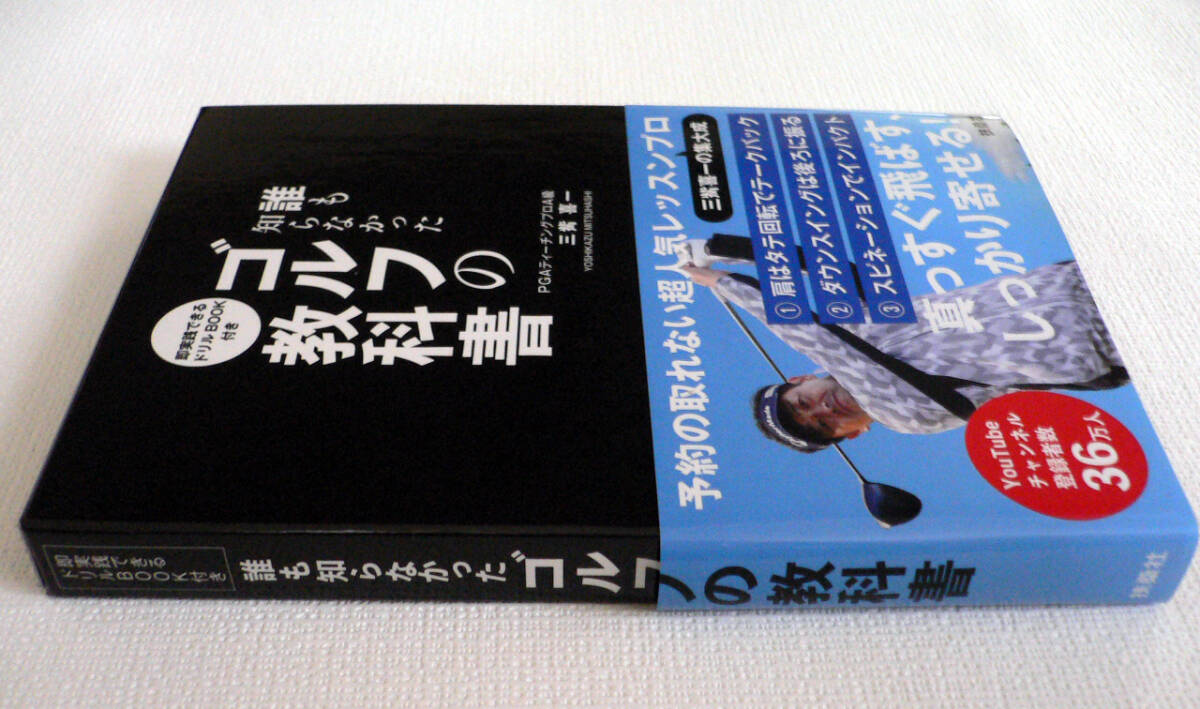 誰も
知らなかった
ゴルフの
教科書
即実践できる
ドリルBOOK
付き
PGAティーチングプロA級
三觜 喜一
YOSHIKAZU MITSUHASHI
予約の取れない超人気レッスンプロ
三觜喜一の集大成
① 肩はタテ回転でテークバック
② ダウンスイングは後ろに振る
③ スピネーションでインパクト
真っすぐ飛ばす、
しっかり寄せる!
YouTube
チャンネル
登録者数
36万人
即実践できる
ドリルBOOK付き
誰も知らなかった ゴルフの教科書
扶桑社